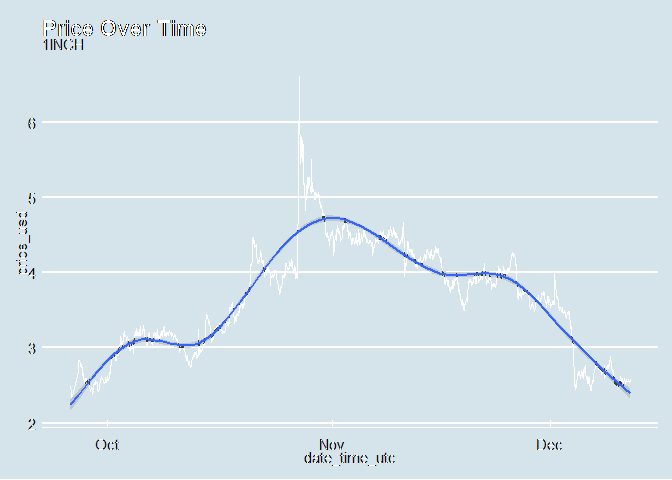 Price Over Time
1INCH
6
5
price_usd
4
3
2
Oct Nov Dec
date_time_utc